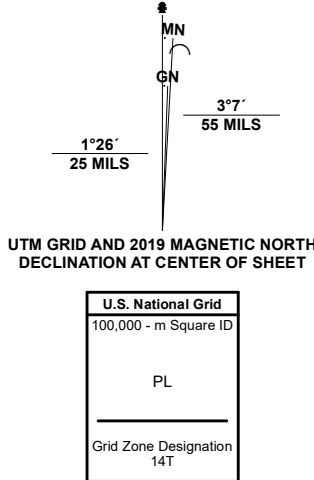 MN
GN
3°7´
55 MILS
1°26´
25 MILS
UTM GRID AND 2019 MAGNETIC NORTH
DECLINATION AT CENTER OF SHEET
U.S. National Grid
100,000 - m Square ID
PL
Grid Zone Designation
14T